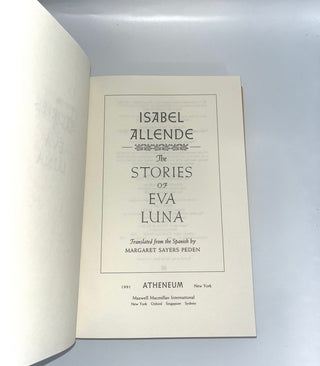 ISABEL
ALLENDE
The
STORIES
OF
EVA
LUNA
Translated from the Spanish by
MARGARET SAYERS PEDEN
1991 ATHENEUM New York
Maxwell Macmillan International
New York Oxford Singapore Sydney